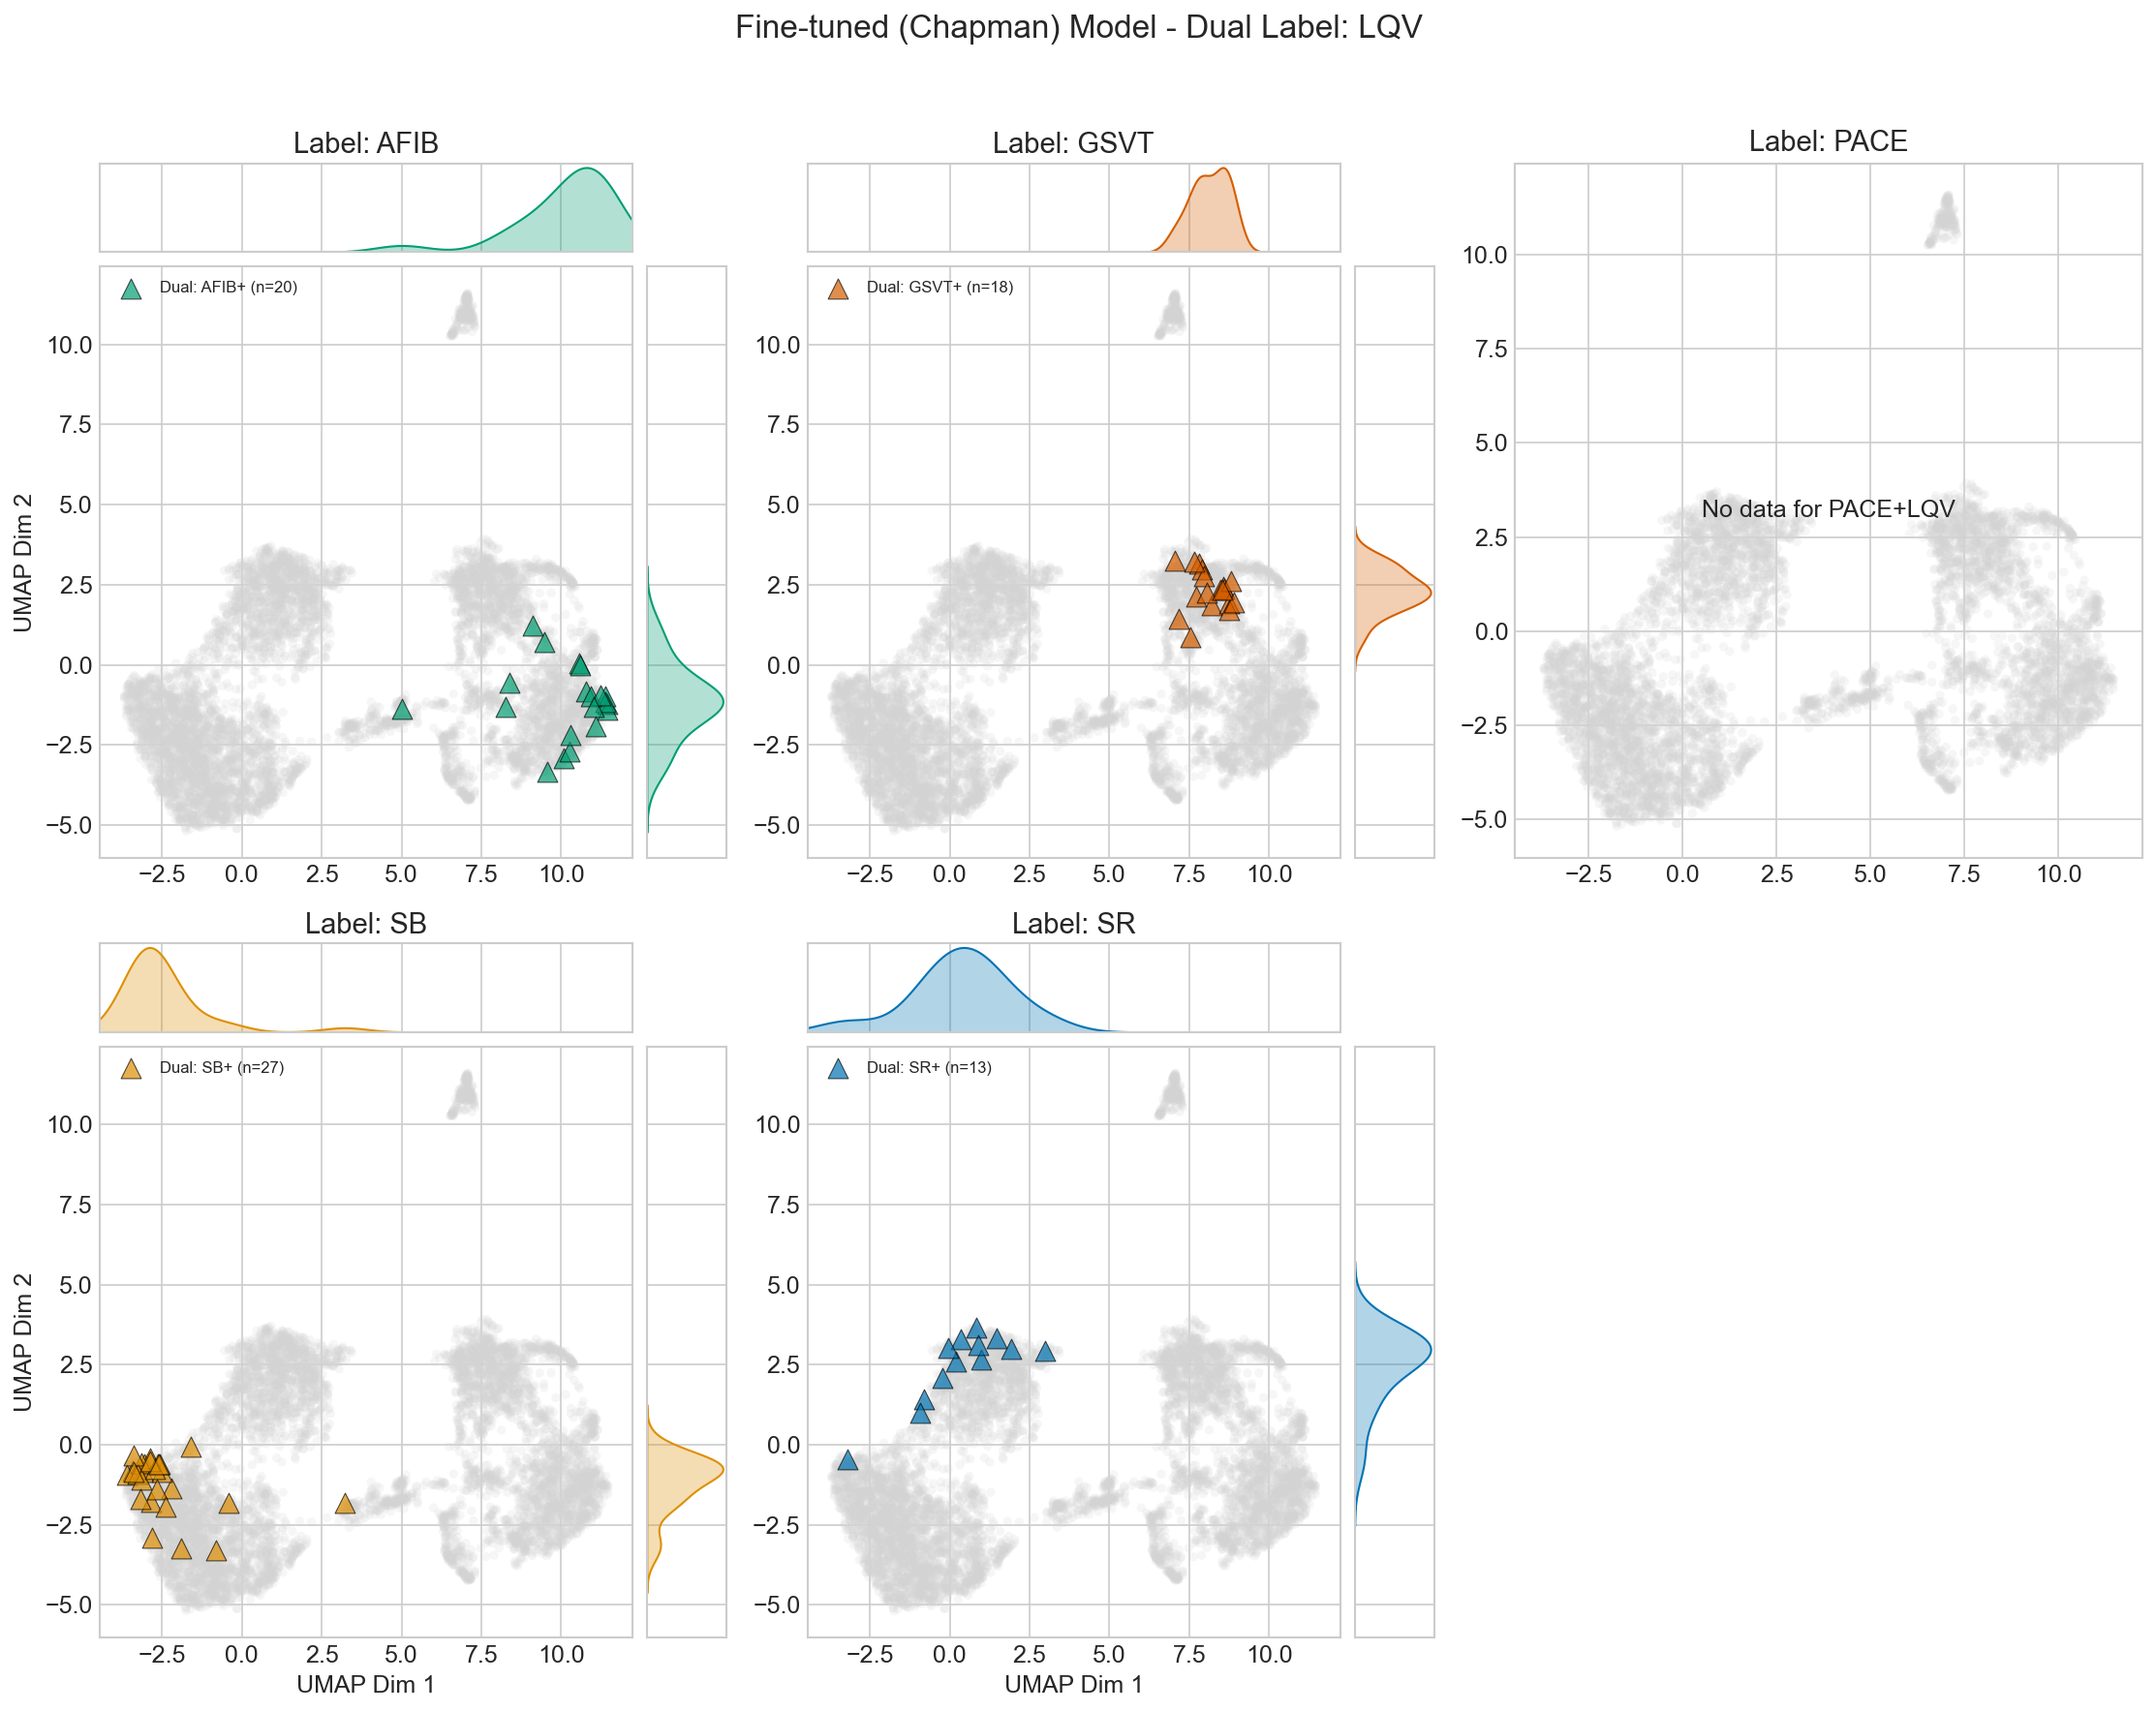 Fine-tuned (Chapman) Model - Dual Label: LQV
Label: AFIB
Dual: AFIB+ (n=20)
UMAP Dim 2
10.0
7.5
5.0
2.5
0.0
−2.5
−5.0
−2.5 0.0 2.5 5.0 7.5 10.0
Label: GSVT
Dual: GSVT+ (n=18)
10.0
7.5
5.0
2.5
0.0
−2.5
−5.0
−2.5 0.0 2.5 5.0 7.5 10.0
Label: PACE
No data for PACE+LQV
10.0
7.5
5.0
2.5
0.0
−2.5
−5.0
−2.5 0.0 2.5 5.0 7.5 10.0
Label: SB
Dual: SB+ (n=27)
UMAP Dim 2
10.0
7.5
5.0
2.5
0.0
−2.5
−5.0
−2.5 0.0 2.5 5.0 7.5 10.0
UMAP Dim 1
Label: SR
Dual: SR+ (n=13)
10.0
7.5
5.0
2.5
0.0
−2.5
−5.0
−2.5 0.0 2.5 5.0 7.5 10.0
UMAP Dim 1